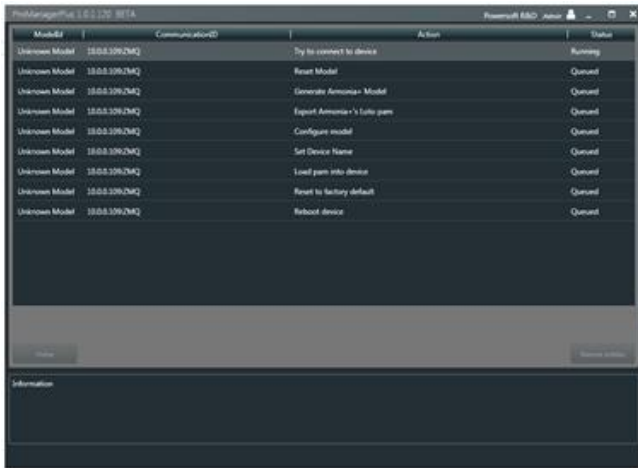 ProManagerPlus 1.0.1.120 BETA Powersoft R&D
ModelId CommunicationID Action Status
Unknown Model 10.0.0.109:ZMQ Try to connect to device Running
Unknown Model 10.0.0.109:ZMQ Reset Model Queued
Unknown Model 10.0.0.109:ZMQ Generate Armonia+ Model Queued
Unknown Model 10.0.0.109:ZMQ Export Armonia+'s Luto pam Queued
Unknown Model 10.0.0.109:ZMQ Configure model Queued
Unknown Model 10.0.0.109:ZMQ Set Device Name Queued
Unknown Model 10.0.0.109:ZMQ Load pam into device Queued
Unknown Model 10.0.0.109:ZMQ Reset to factory default Queued
Unknown Model 10.0.0.109:ZMQ Reboot device Queued
Information